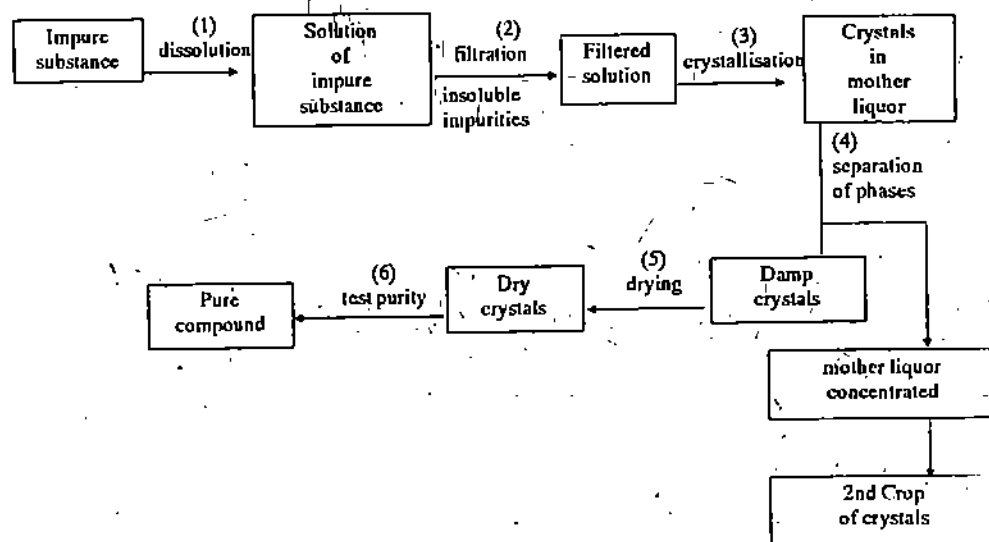 Impure
substance
(1)
dissolution
Solution
of
impure
substance
(2)
filtration
insoluble
impurities
Filtered
solution
(3)
crystallisation
Crystals
in
mother
liquor
(4)
separation
of phases
Damp
crystals
(5)
drying
Dry
crystals
(6)
test purity
Pure
compound
mother liquor
concentrated
2nd Crop
of crystals